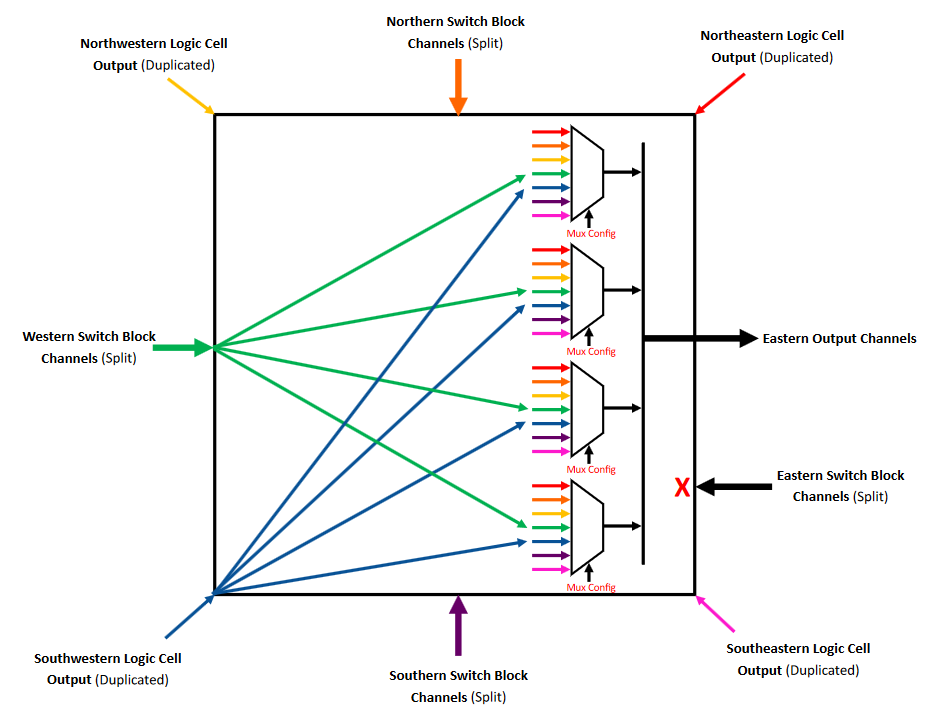 Northern Switch Block
Channels (Split)
Northwestern Logic Cell
Output (Duplicated)
Northeastern Logic Cell
Output (Duplicated)
Mux Config
Mux Config
Western Switch Block
Channels (Split)
Eastern Output Channels
Mux Config
X
Eastern Switch Block
Channels (Split)
Mux Config
Southwestern Logic Cell
Output (Duplicated)
Southern Switch Block
Channels (Split)
Southeastern Logic Cell
Output (Duplicated)